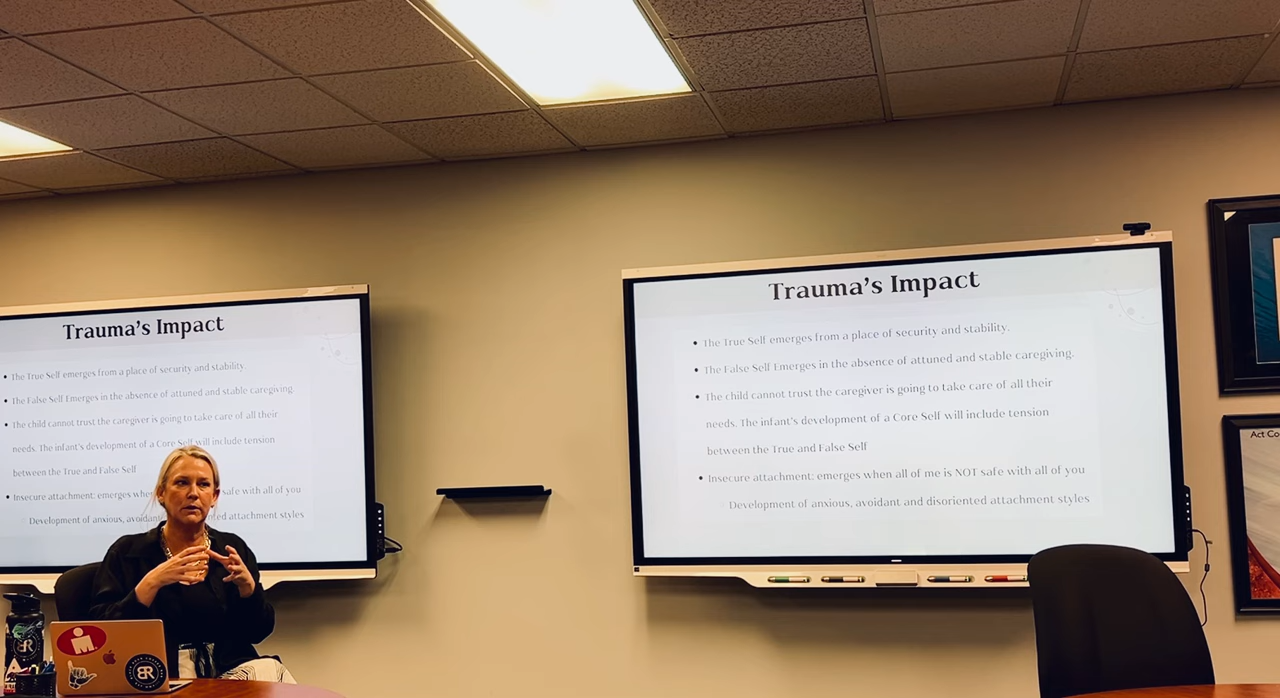 Trauma's Impact
• The True Self emerges from a place of security and stability.
• The False Self Emerges in the absence of attuned and stable caregiving.
• The child cannot trust the caregiver is going to take care of all their
needs. The infant's development of a Core Self will include tension
between the True and False Self
• Insecure attachment: emerges whe
safe with all of you
Development of anxious, avoidant
ted attachment styles
BR
M
BR
Trauma's Impact
• The True Self emerges from a place of security and stability.
• The False Self Emerges in the absence of attuned and stable caregiving.
• The child cannot trust the caregiver is going to take care of all their
needs. The infant's development of a Core Self will include tension
between the True and False Self
• Insecure attachment: emerges when all of me is NOT safe with all of you
Development of anxious, avoidant and disoriented attachment styles
Act Co